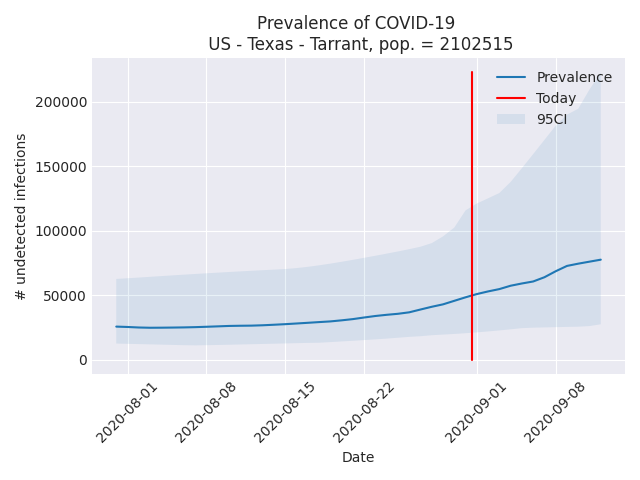 Prevalence of COVID-19
US - Texas - Tarrant, pop. = 2102515
Prevalence
Today
95CI
200000
150000
100000
50000
0
# undetected infections
2020-08-01
2020-08-08
2020-08-15
2020-08-22
2020-09-01
2020-09-08
Date